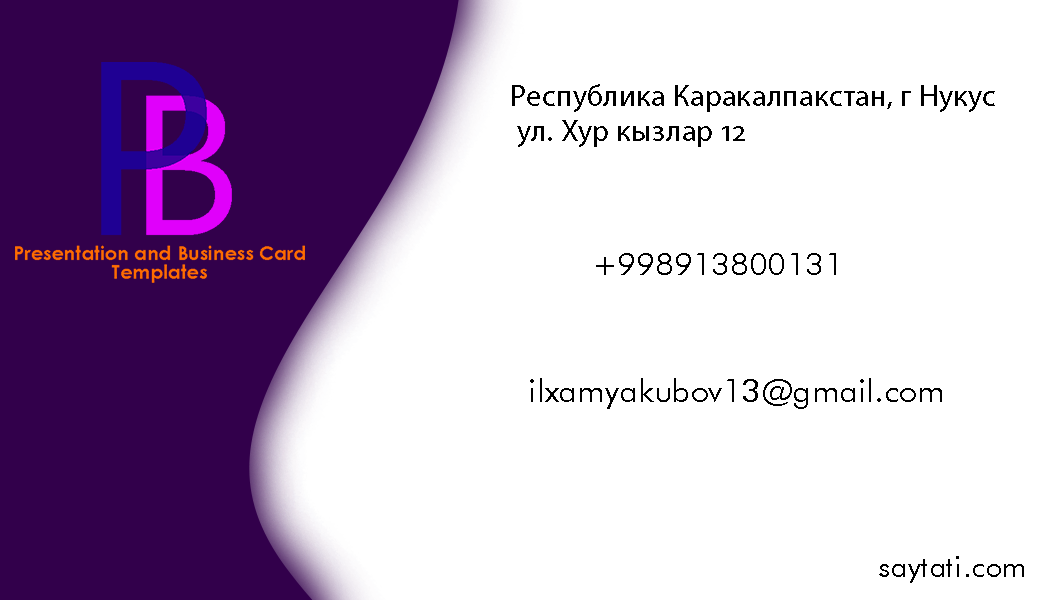 PB
Presentation and Business Card
Templates
Республика Каракалпакстан, г Нукус
ул. Хур кызлар 12
+998913800131
ilxamyakubov13@gmail.com
saytati.com